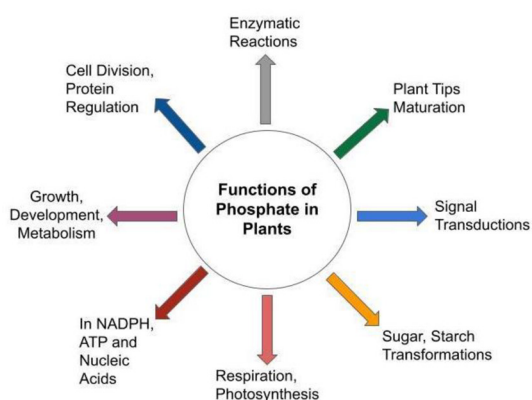 Enzymatic
Reactions
Cell Division,
Protein
Regulation
Plant Tips
Maturation
Functions of
Phosphate in
Plants
Growth,
Development,
Metabolism
Signal
Transductions
In NADPH,
ATP and
Nucleic
Acids
Sugar, Starch
Transformations
Respiration,
Photosynthesis